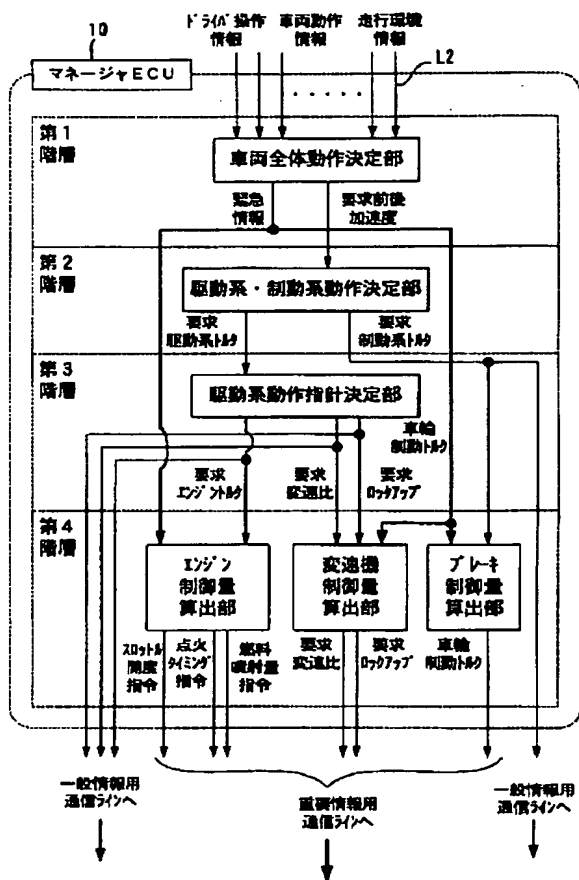 10
マネージャECU
ドライバ操作
情報
車両動作
情報
走行環境
情報
L2
第1
階層
車両全体動作決定部
緊急
情報
要求前後
加速度
第2
階層
駆動系・制動系動作決定部
要求
駆動系トルク
要求
制動系トルク
第3
階層
駆動系動作指針決定部
車輪
制動トルク
要求
エンジントルク
要求
変速比
要求
ロックアップ
第4
階層
エンジン
制御量
算出部
変速機
制御量
算出部
ブレーキ
制御量
算出部
スロットル
開度
指令
点火
タイミング
指令
燃料
噴射量
指令
要求
変速比
要求
ロックアップ
車輪
制動トルク
一般情報用
通信ラインへ
重要情報用
通信ラインへ
一般情報用
通信ラインへ